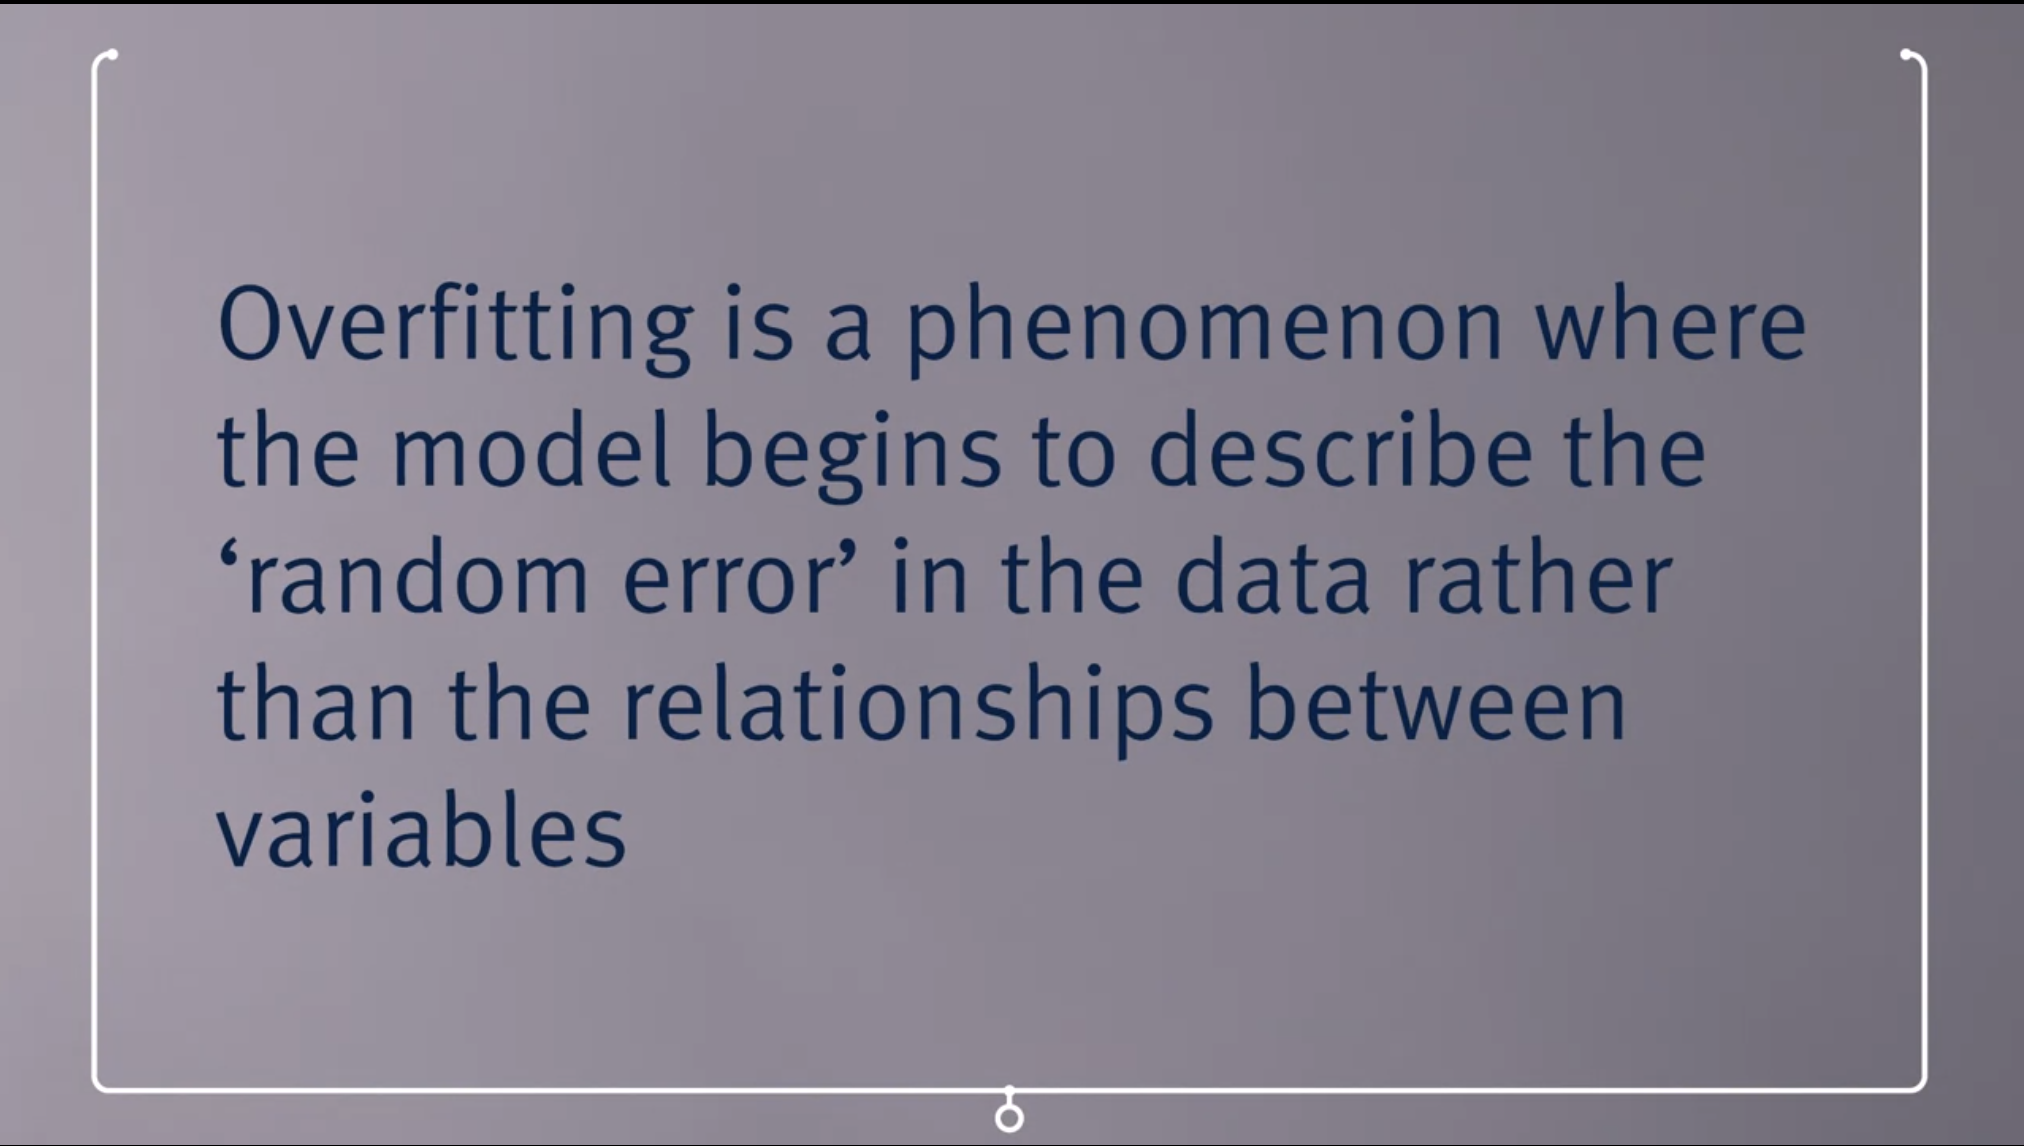 Overfitting is a phenomenon where
the model begins to describe the
‘random error’ in the data rather
than the relationships between
variables